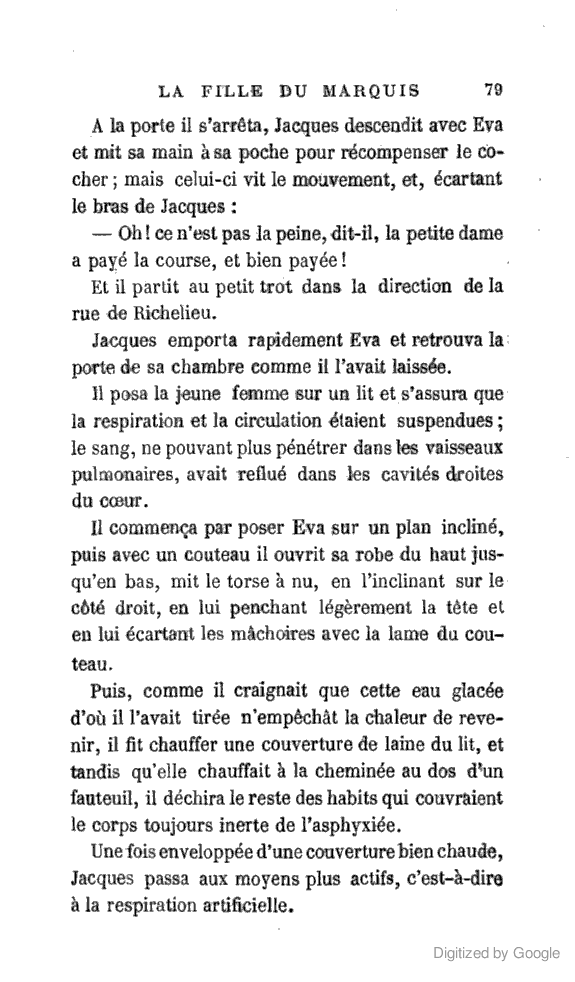 LA FILLE DU MARQUIS 79
A la porte il s'arrêta, Jacques descendit avec Eva
et mit sa main à sa poche pour récompenser le co-
cher ; mais celui-ci vit le mouvement, et, écartant
le bras de Jacques :
— Oh ! ce n'est pas la peine, dit-il, la petite dame
a payé la course, et bien payée !
Et il partit au petit trot dans la direction de la
rue de Richelieu.
Jacques emporta rapidement Eva et retrouva la
porte de sa chambre comme il l'avait laissée.
Il posa la jeune femme sur un lit et s'assura que
la respiration et la circulation étaient suspendues ;
le sang, ne pouvant plus pénétrer dans les vaisseaux
pulmonaires, avait reflué dans les cavités droites
du cœur.
Il commença par poser Eva sur un plan incliné,
puis avec un couteau il ouvrit sa robe du haut jus-
qu'en bas, mit le torse à nu, en l'inclinant sur le
côté droit, en lui penchant légèrement la tête et
en lui écartant les mâchoires avec la lame du cou-
teau.
Puis, comme il craignait que cette eau glacée
d'où il l'avait tirée n'empêchât la chaleur de reve-
nir, il fit chauffer une couverture de laine du lit, et
tandis qu'elle chauffait à la cheminée au dos d'un
fauteuil, il déchira le reste des habits qui couvraient
le corps toujours inerte de l'asphyxiée.
Une fois enveloppée d'une couverture bien chaude,
Jacques passa aux moyens plus actifs, c'est-à-dire
à la respiration artificielle.
Digitized by Google